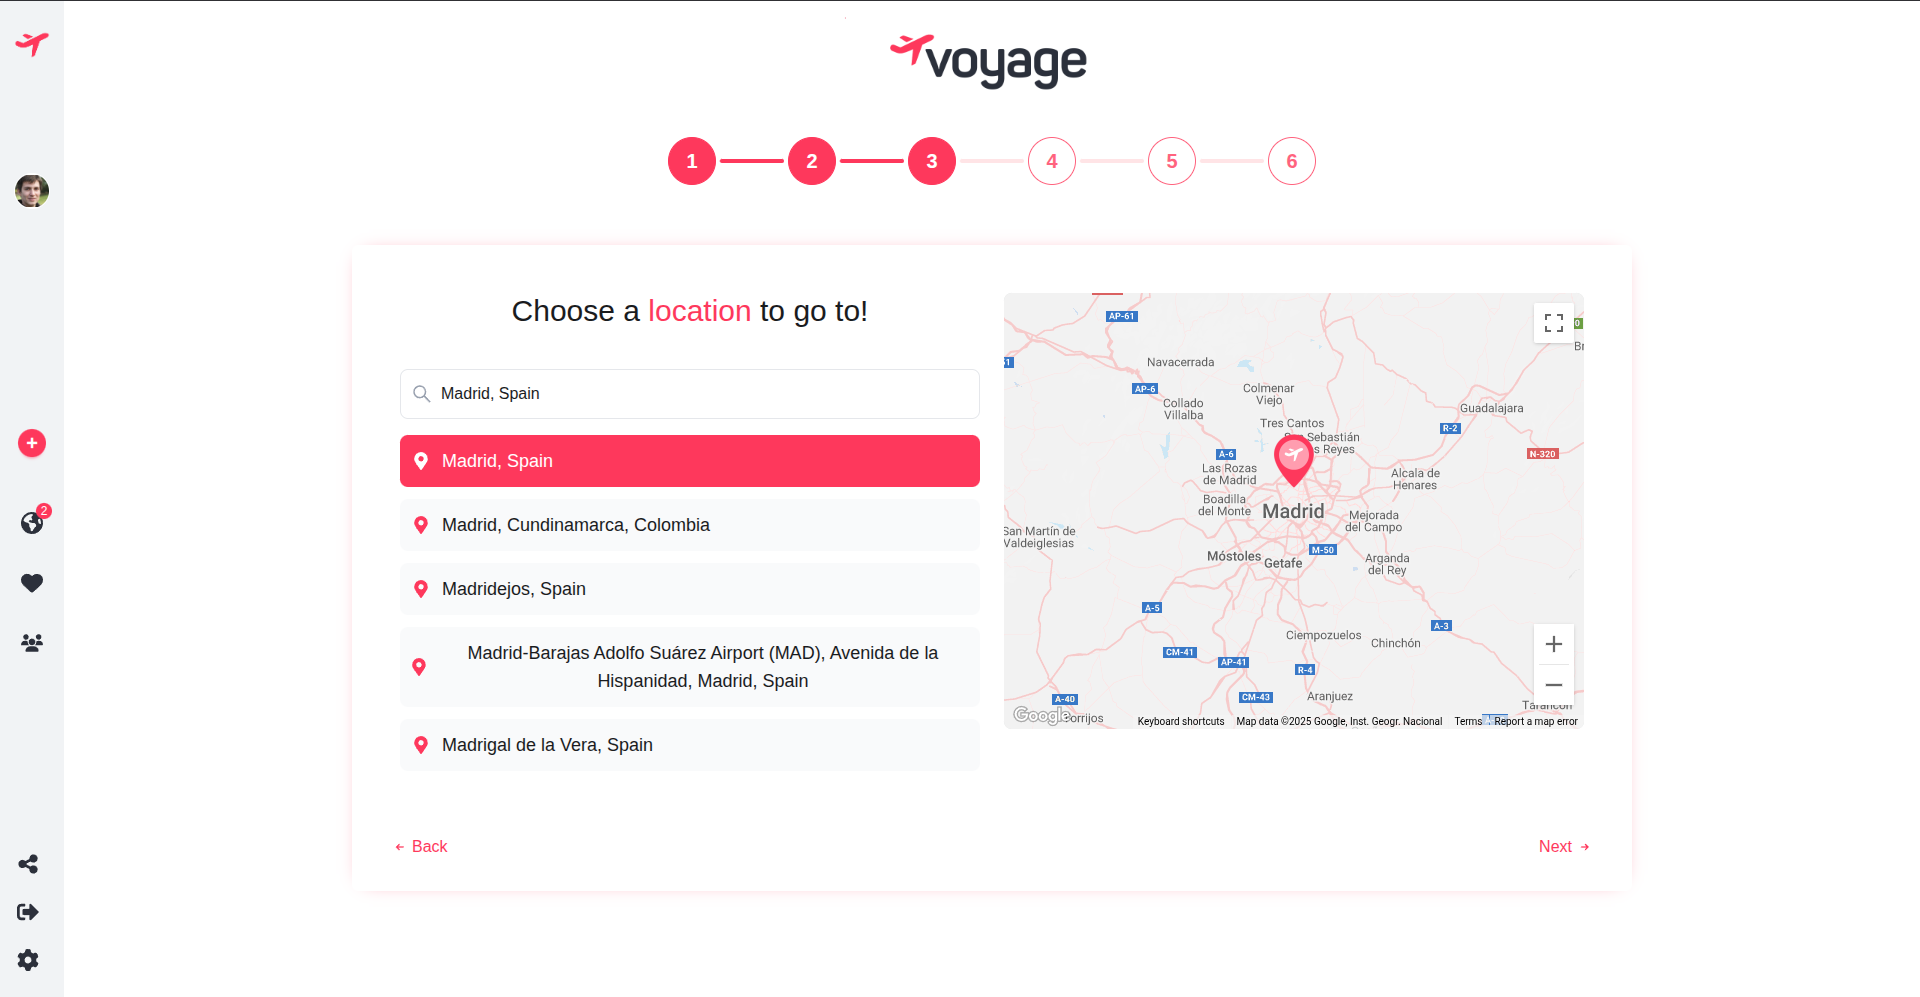 voyage
1 2 3 4 5 6
Choose a location to go to!
Madrid, Spain
Madrid, Spain
Madrid, Cundinamarca, Colombia
Madridejos, Spain
Madrid-Barajas Adolfo Suárez Airport (MAD), Avenida de la
Hispanidad, Madrid, Spain
Madrigal de la Vera, Spain
AP-61
Navacerrada
AP-6
Colmenar
Viejo
Collado
Villalba
Guadalajara
Tres Cantos
R-2
Sebastián
Reyes
A-6
N-320
Las Rozas
de Madrid
Alcala de
Henares
Boadilla
del Monte
Madrid
Mejorada
del Campo
San Martín de
Valdeiglesias
M-50
Móstoles
Getafe
Arganda
del Rey
A-5
A-3
Ciempozuelos
Chinchón
CM-41
AP-41
R-4
A-40
CM-43
Aranjuez
Tarancón
Google
Keyboard shortcuts
Map data ©2025 Google, Inst. Geogr. Nacional
Terms
Report a map error
Back
Next
2